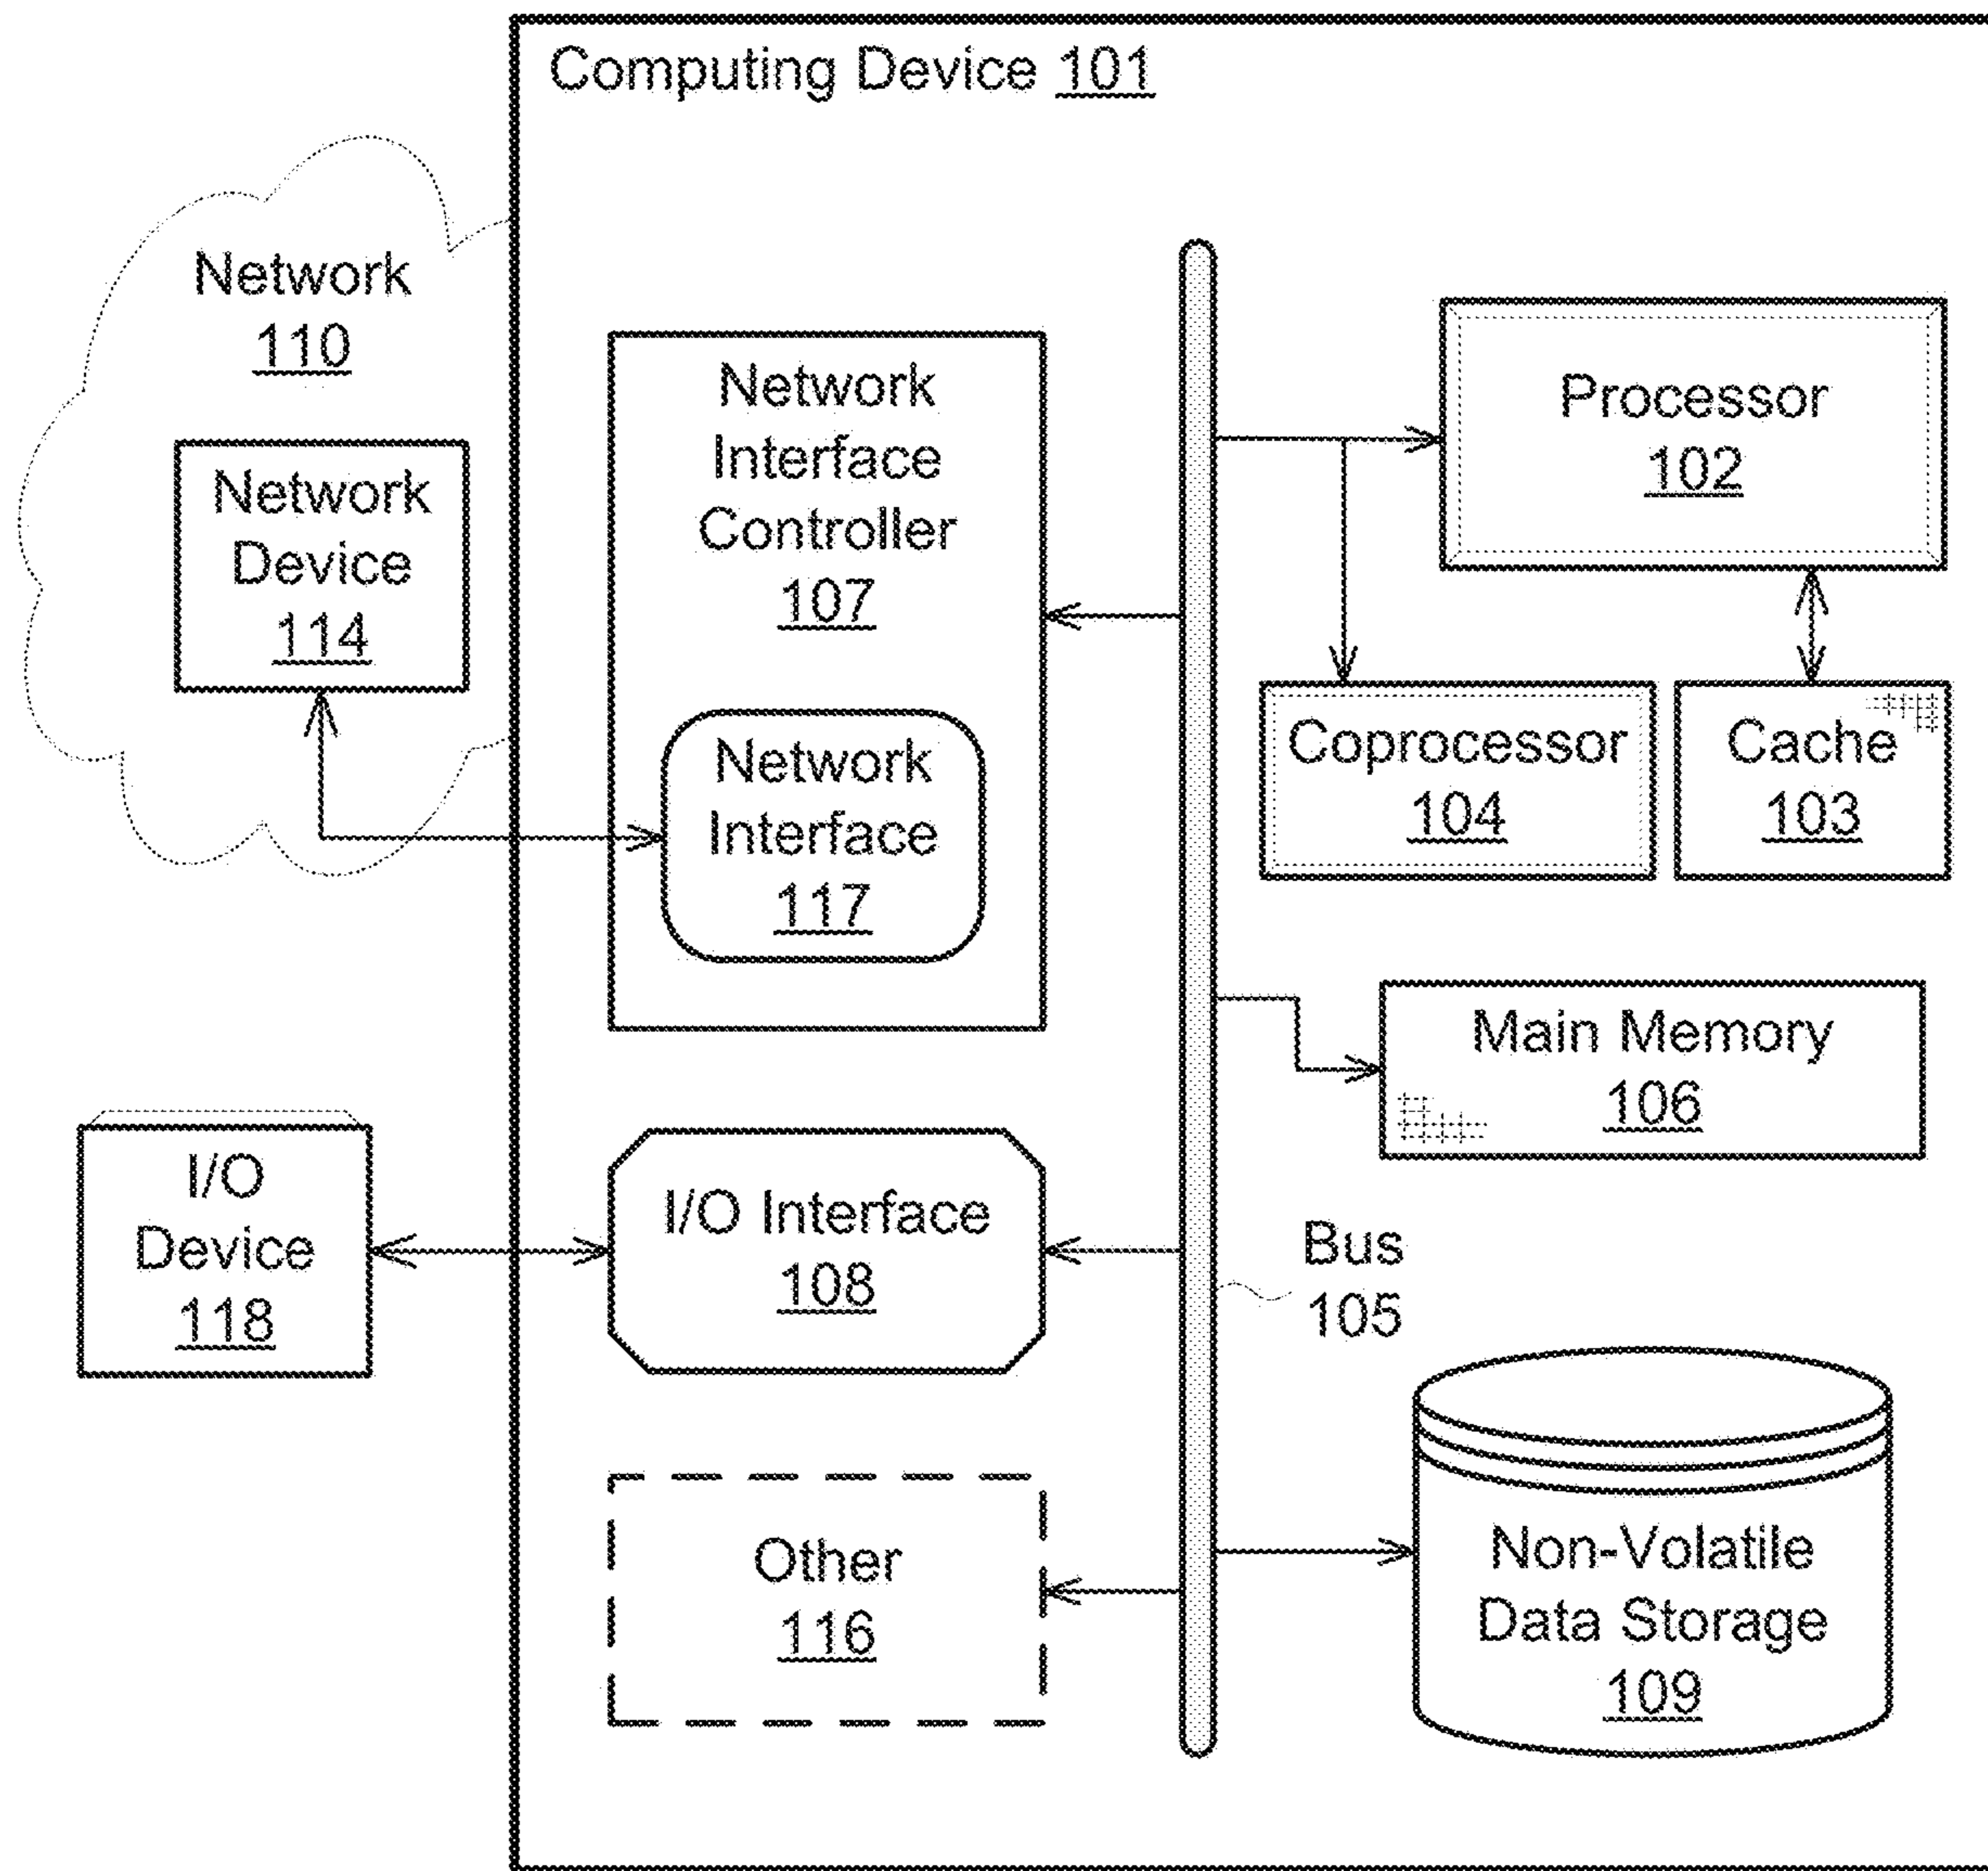 Computing Device 101
Network
110
Network
Device
114
Network
Interface
Controller
107
Network
Interface
117
Processor
102
Coprocessor
104
Cache
103
Main Memory
106
I/O
Device
118
I/O Interface
108
Bus
105
Other
116
Non-Volatile
Data Storage
109